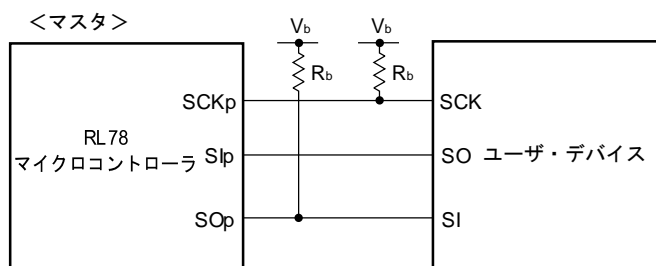 ＜マスタ＞
Vb
Vb
Rb
Rb
SCKp
SCK
RL78
マイクロコントローラ
SIp
SO
ユーザ・デバイス
SOp
SI